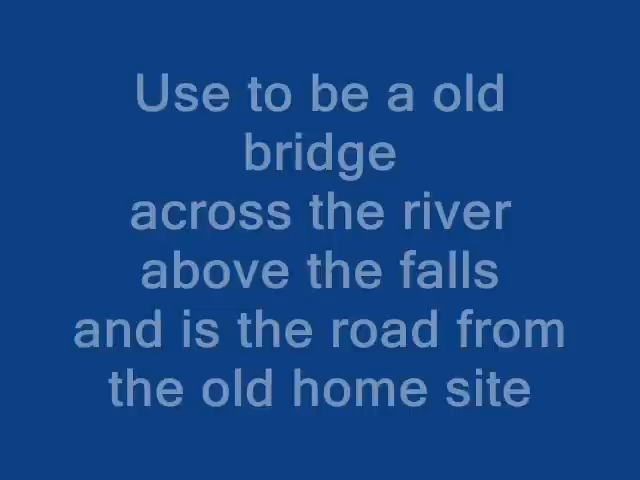 Use to be a old
bridge
across the river
above the falls
and is the road from
the old home site